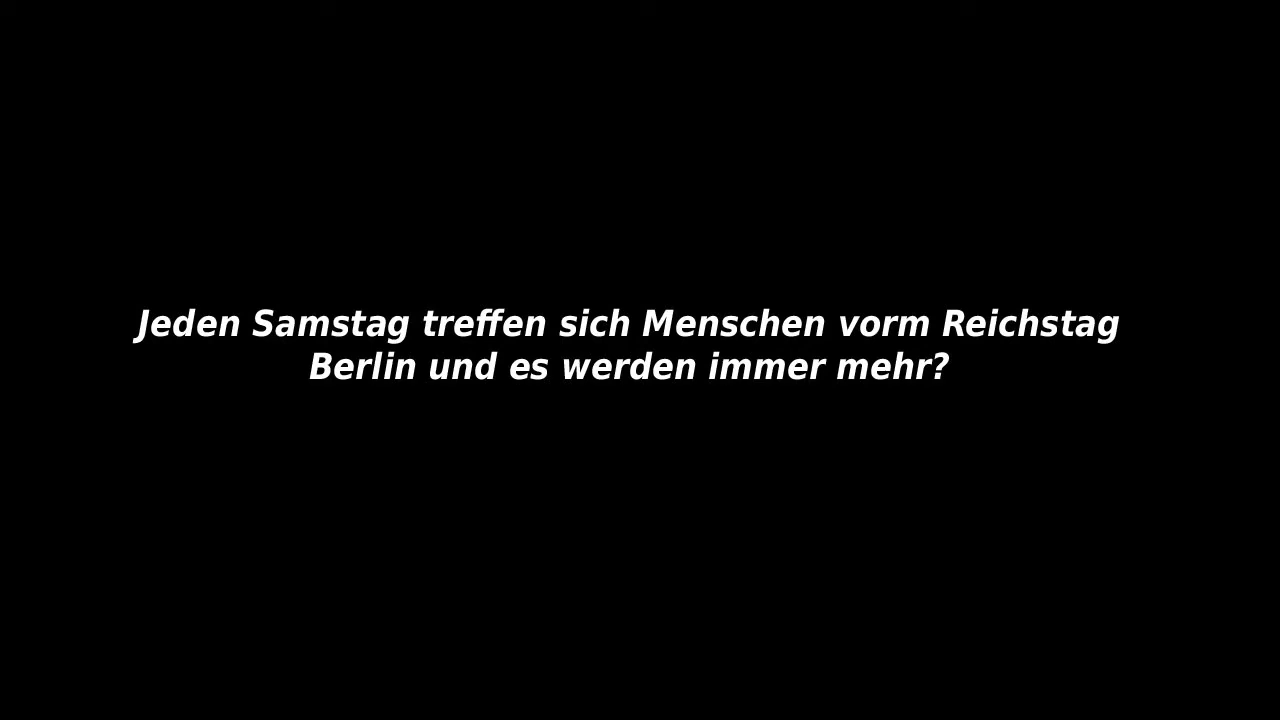 Jeden Samstag treffen sich Menschen vorm Reichstag
Berlin und es werden immer mehr?